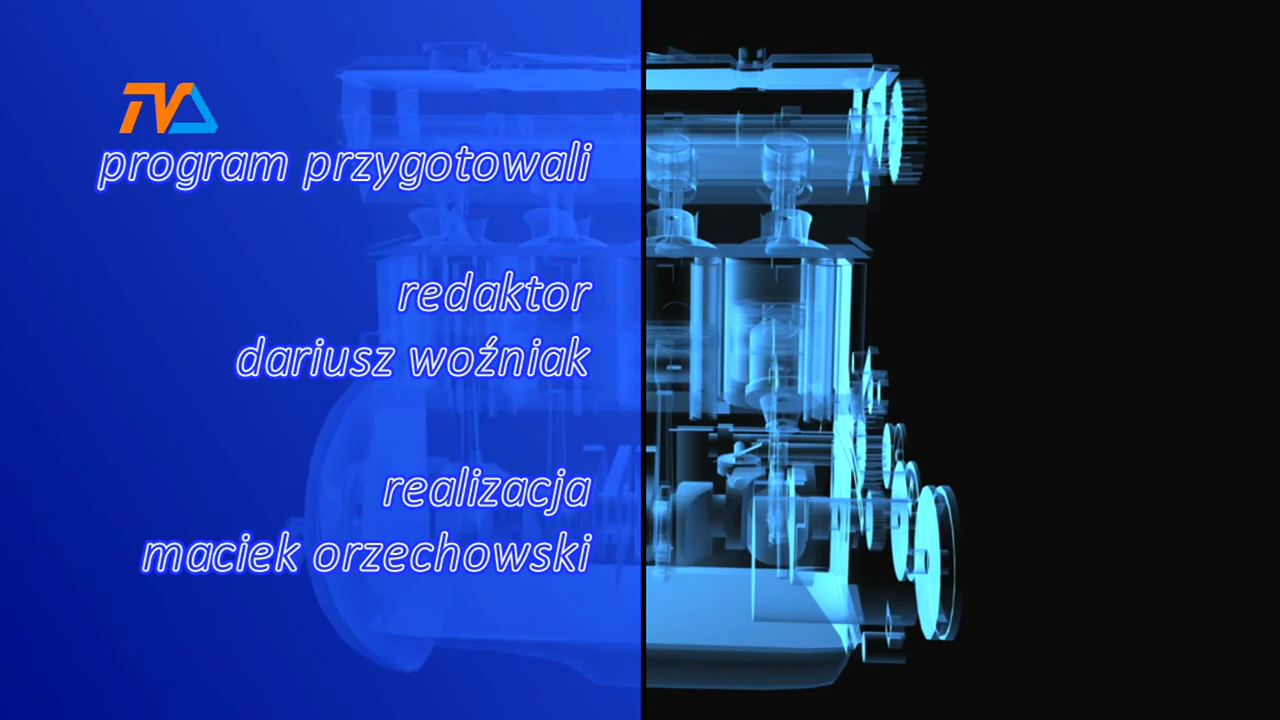 TVA
program przygotowali
redaktor
dariusz woźniak
realizacja
maciek orzechowski